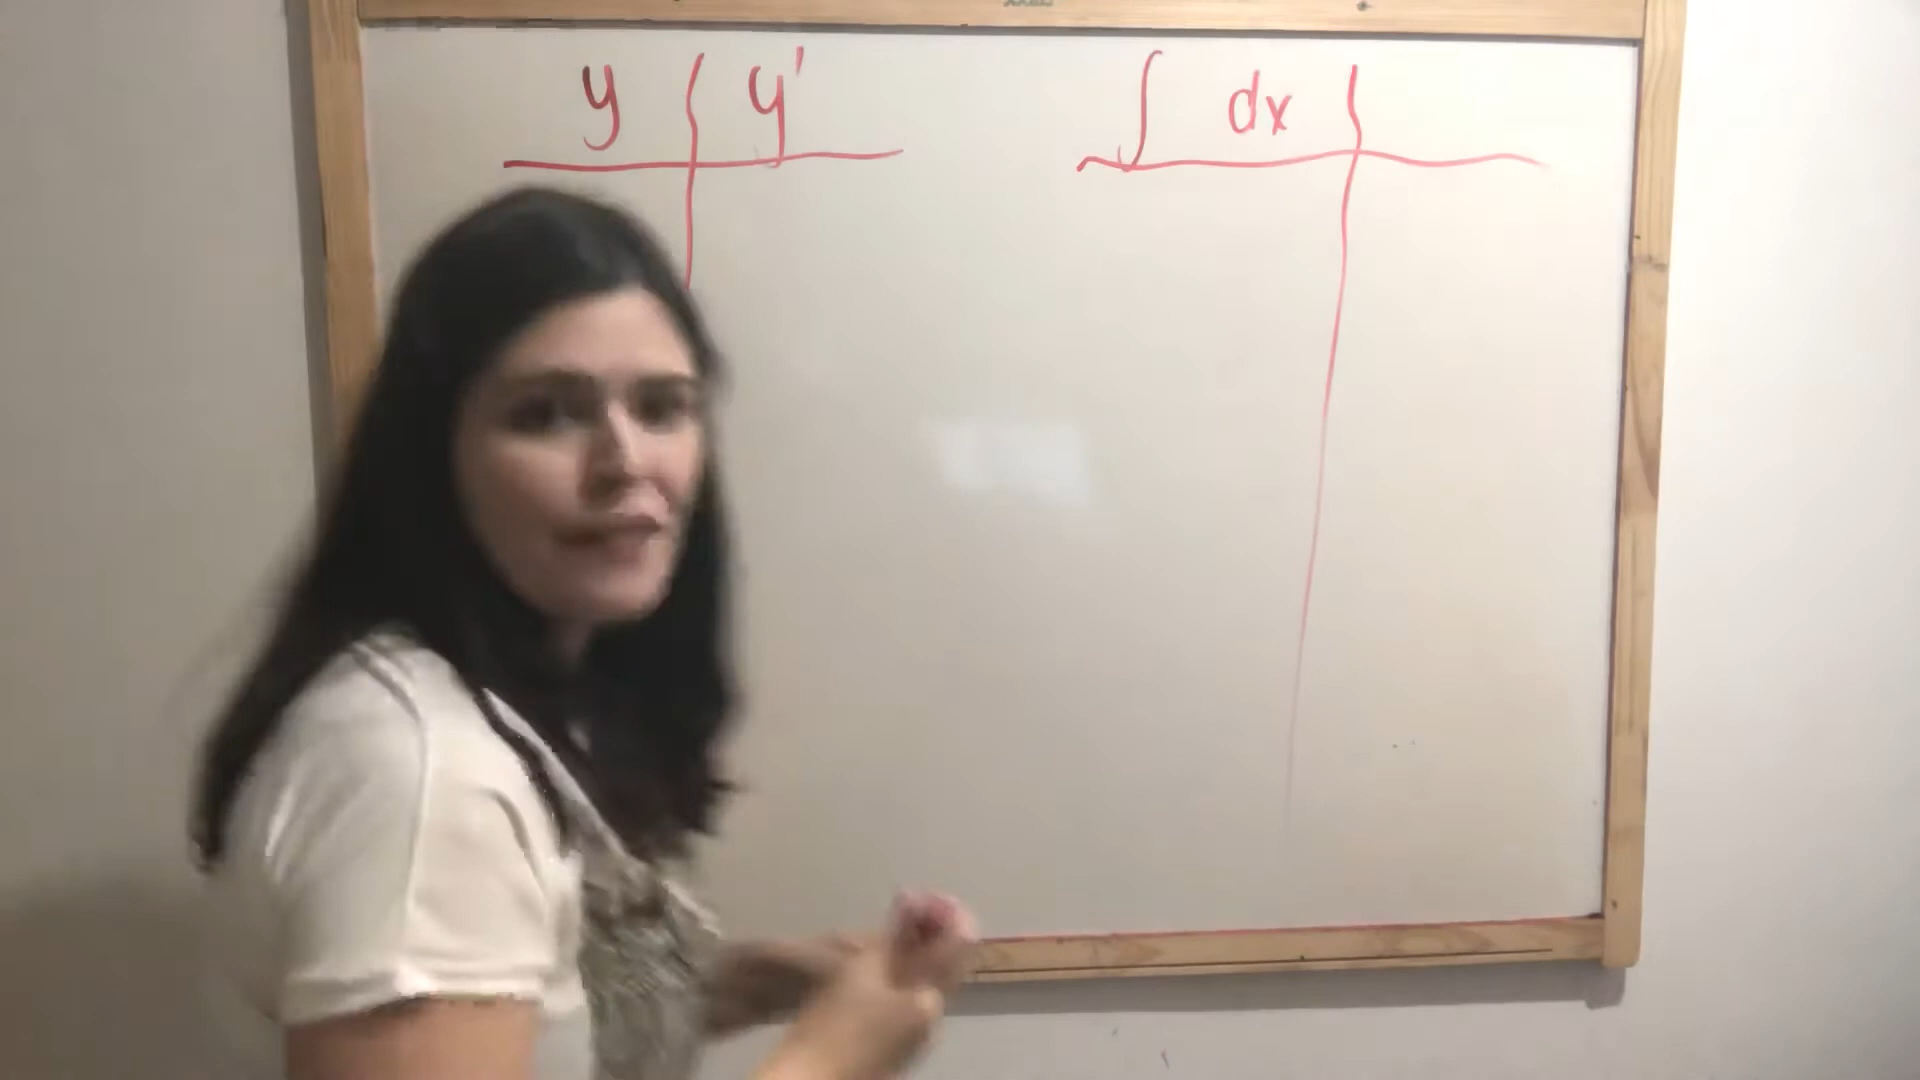 y y' ∫ dx